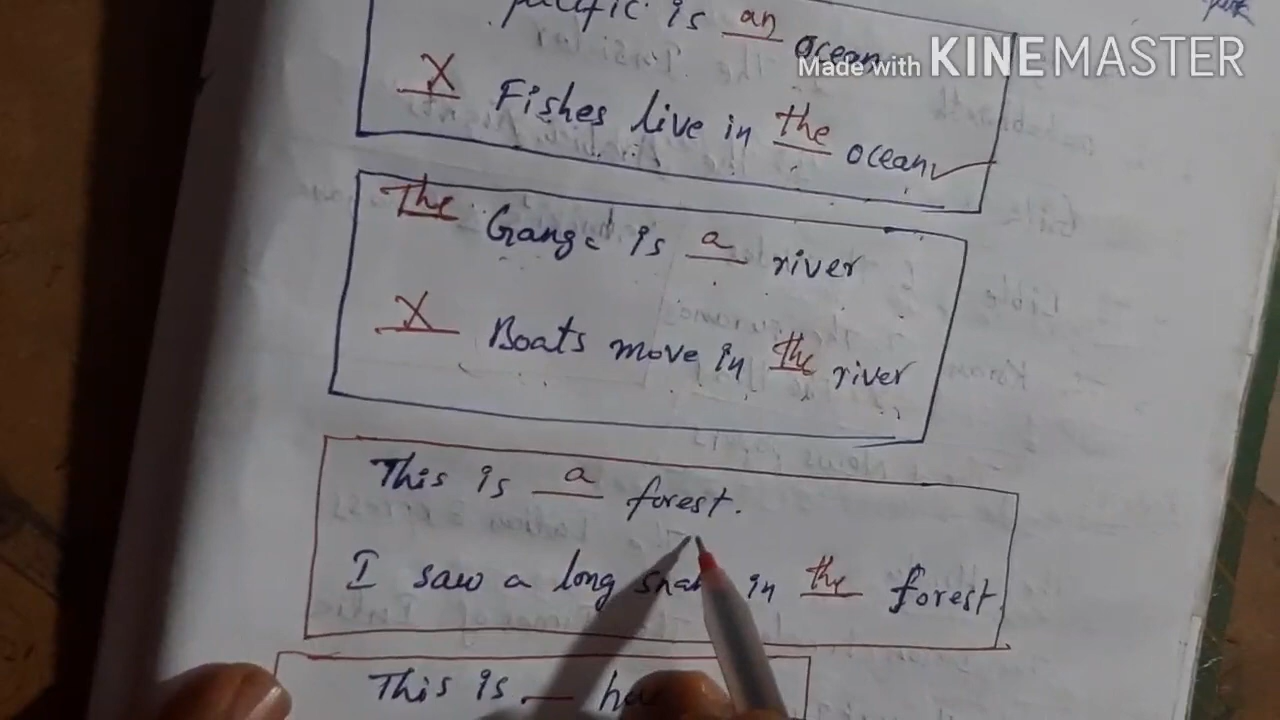 pacific is an ocean
Made with KINEMASTER
X Fishes live in the ocean
The Gange is a river
X Boats move in the river
This is a forest.
I saw a long in the forest
This is